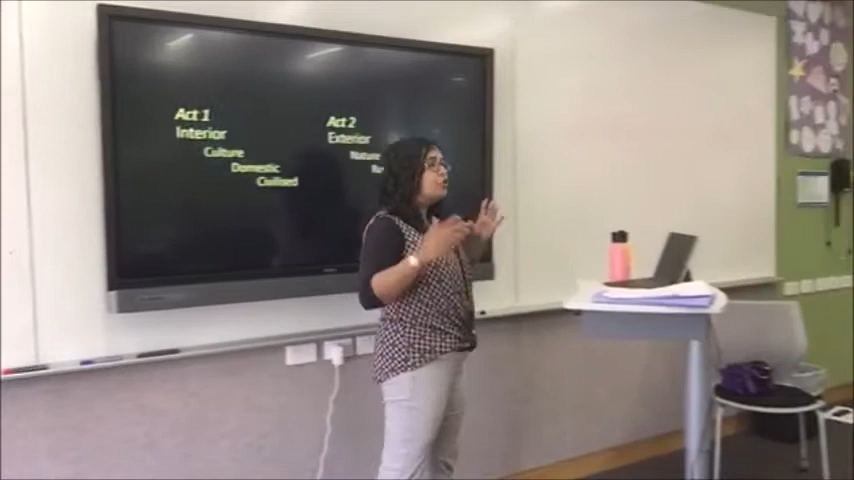 Act 1
Interior
Culture
Domestic
Civilised
Act 2
Exterior
Nature